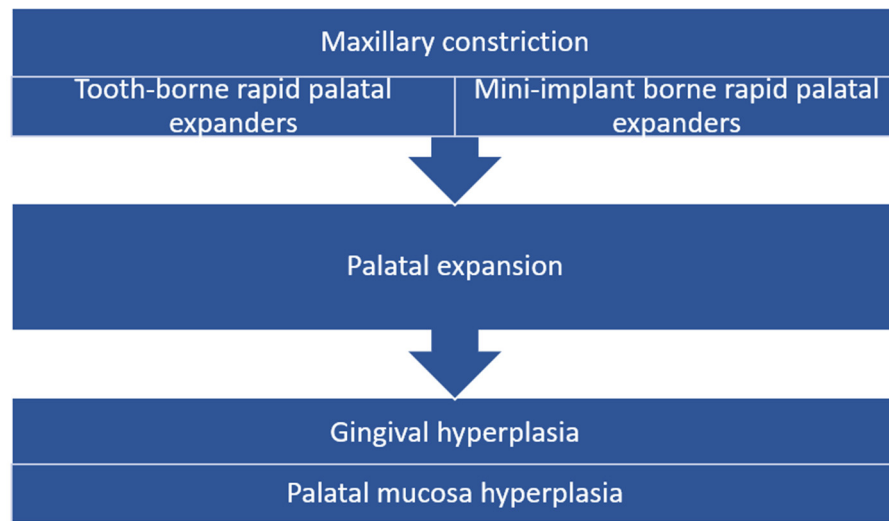 Maxillary constriction
Tooth-borne rapid palatal
expanders
Mini-implant borne rapid palatal
expanders
Palatal expansion
Gingival hyperplasia
Palatal mucosa hyperplasia